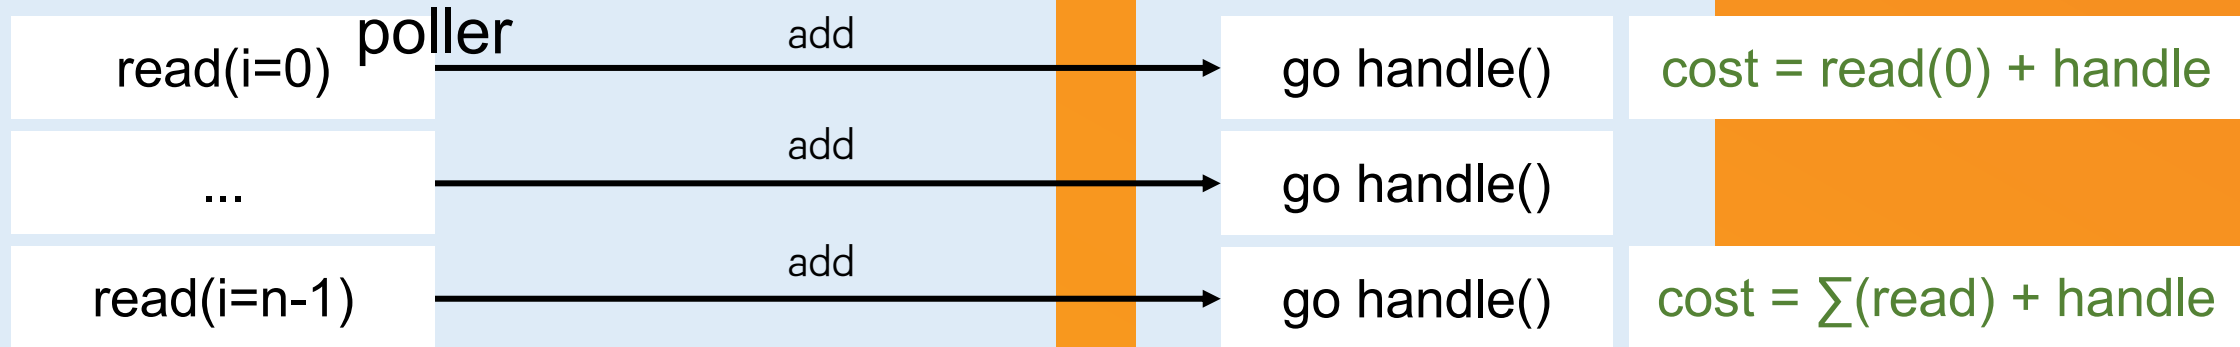 poller
read(i=0) add go handle() cost = read(0) + handle
... add go handle()
read(i=n-1) add go handle() cost = ∑(read) + handle